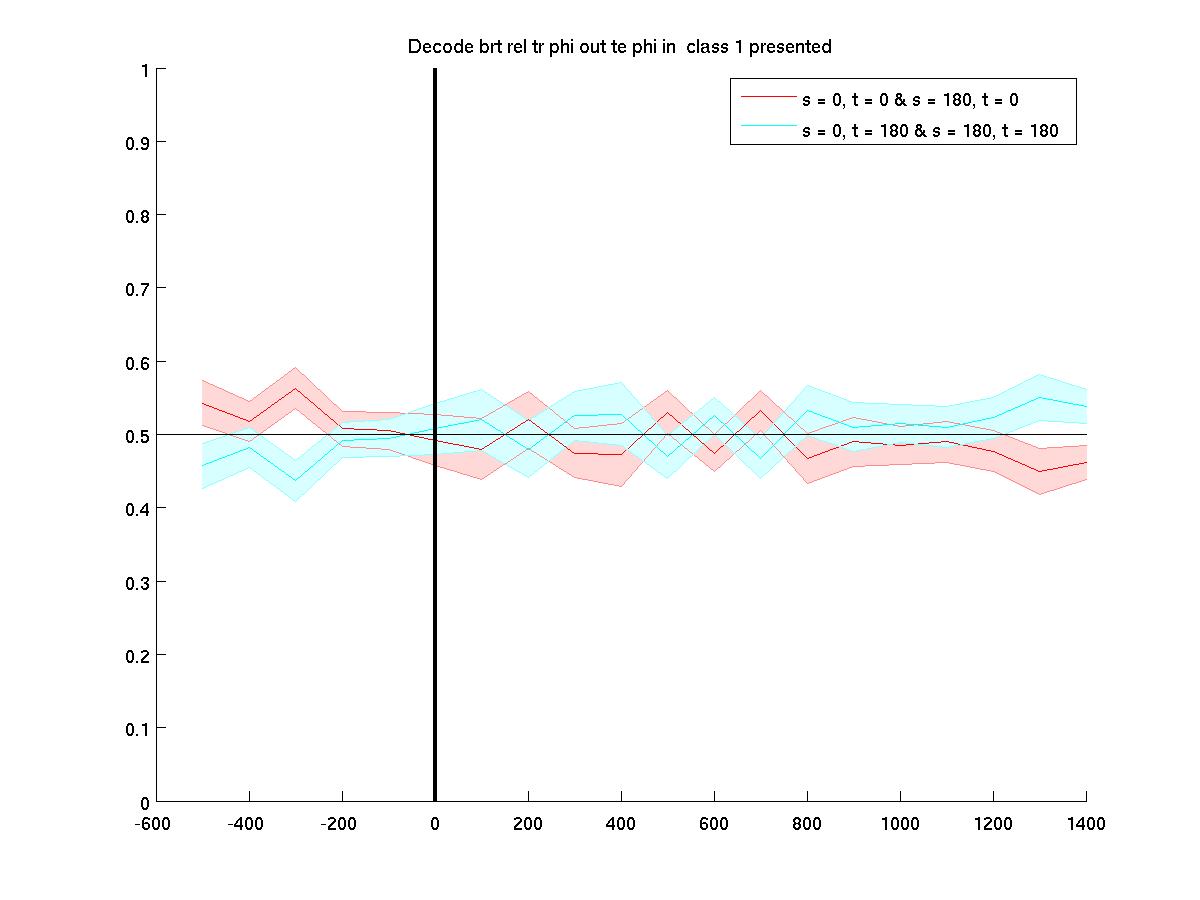 Decode brt rel tr phi out te phi in  class 1 presented
s = 0, t = 0 & s = 180, t = 0
s = 0, t = 180 & s = 180, t = 180
1
0.9
0.8
0.7
0.6
0.5
0.4
0.3
0.2
0.1
0
-600 -400 -200 0 200 400 600 800 1000 1200 1400